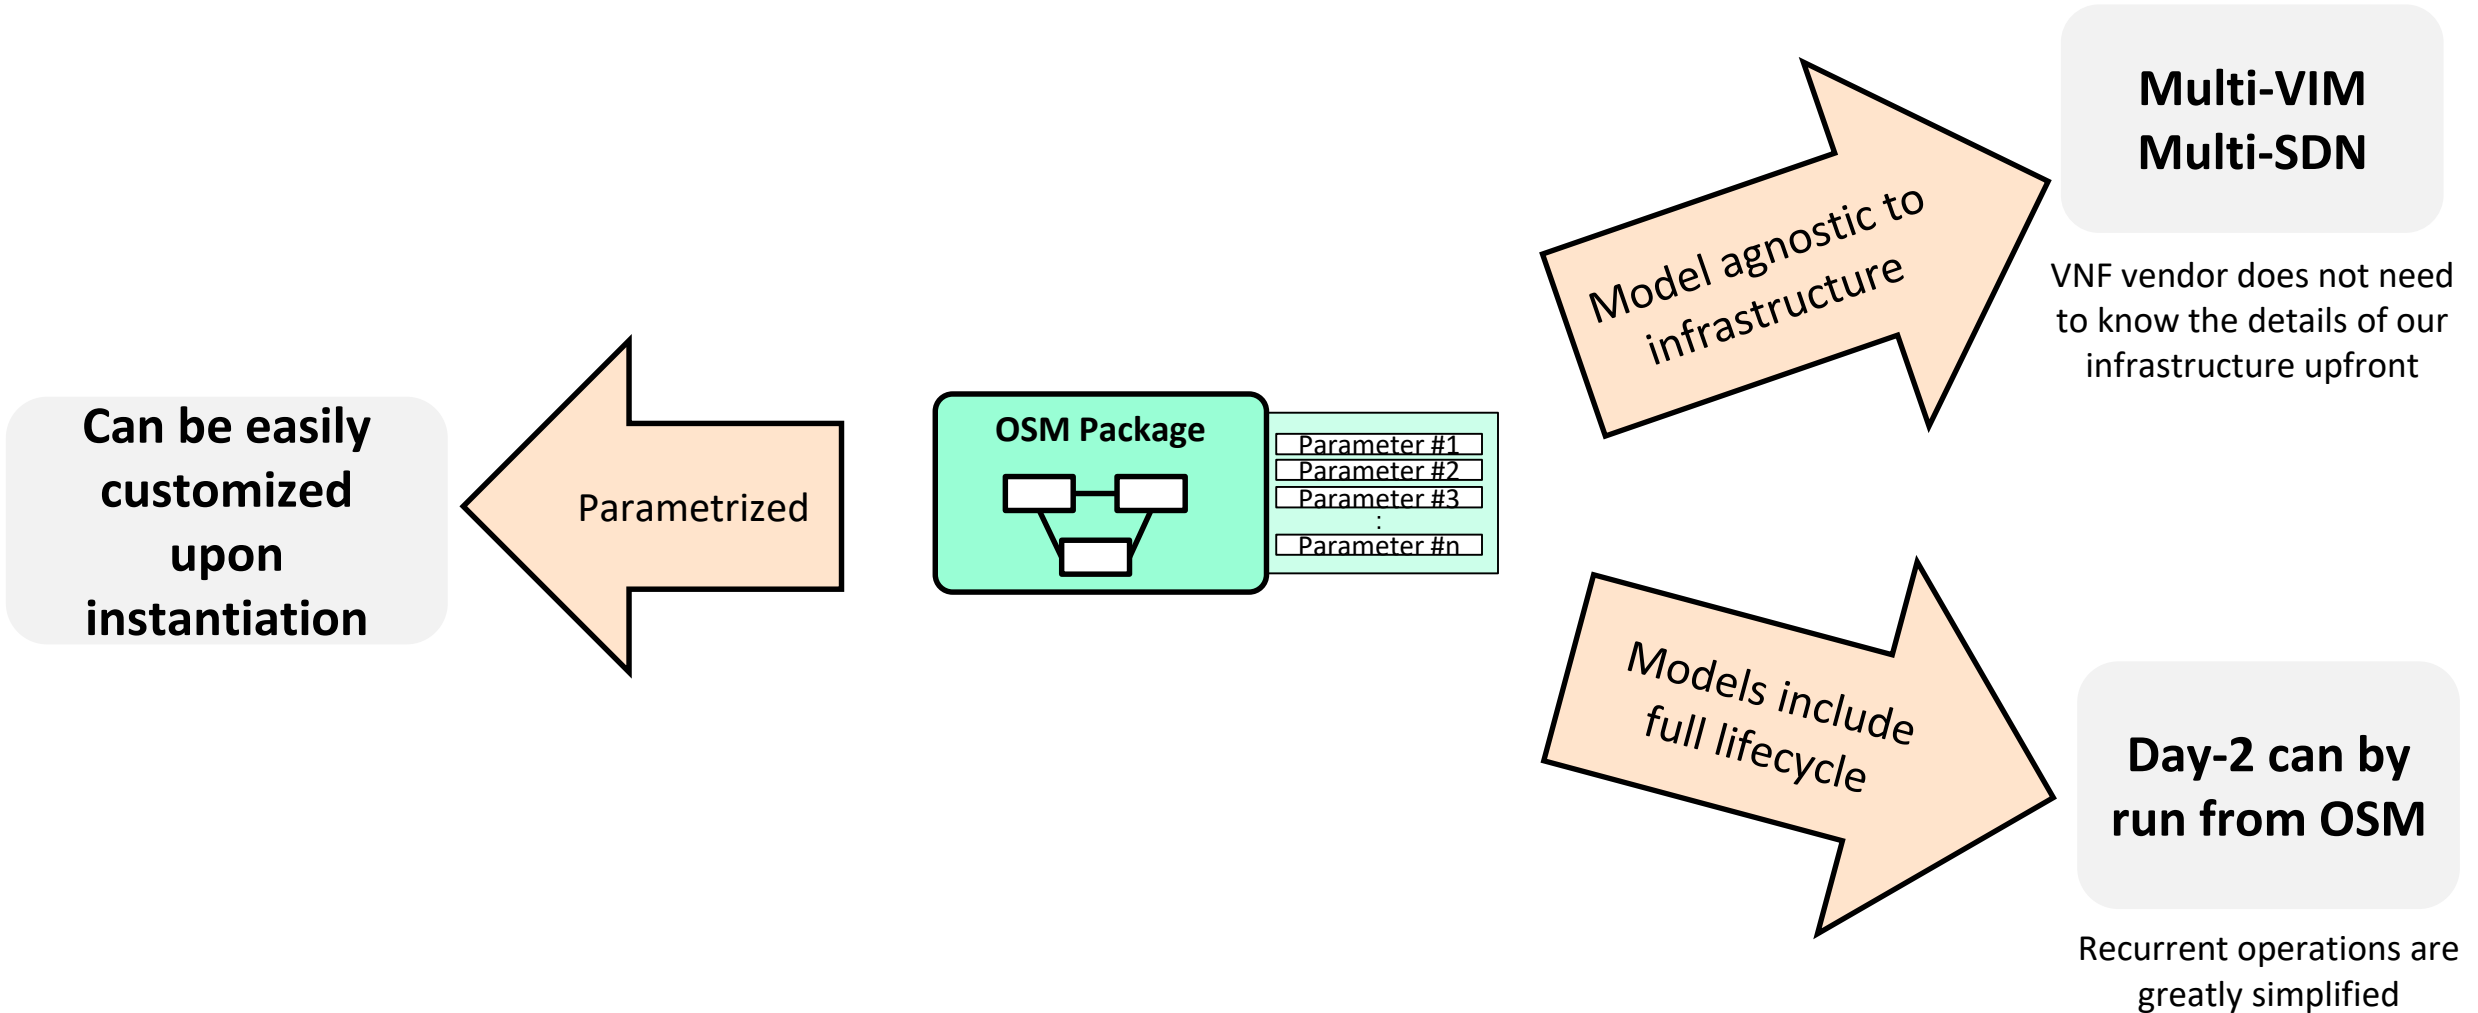 Can be easily
customized
upon
instantiation
Parametrized
OSM Package
Parameter #1
Parameter #2
Parameter #3
:
Parameter #n
Model agnostic to
infrastructure
Multi-VIM
Multi-SDN
VNF vendor does not need
to know the details of our
infrastructure upfront
Models include
full lifecycle
Day-2 can by
run from OSM
Recurrent operations are
greatly simplified